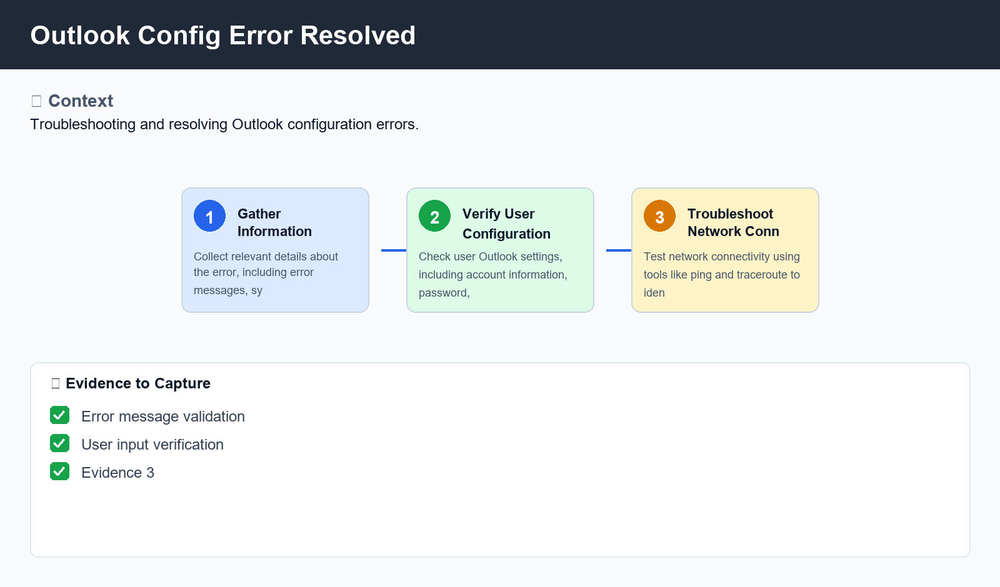 Outlook Config Error Resolved
Context
Troubleshooting and resolving Outlook configuration errors.
1
Gather
Information
Collect relevant details about
the error, including error
messages, sy
2
Verify User
Configuration
Check user Outlook settings,
including account information,
password,
3
Troubleshoot
Network Conn
Test network connectivity using
tools like ping and traceroute to
iden
Evidence to Capture
Error message validation
User input verification
Evidence 3